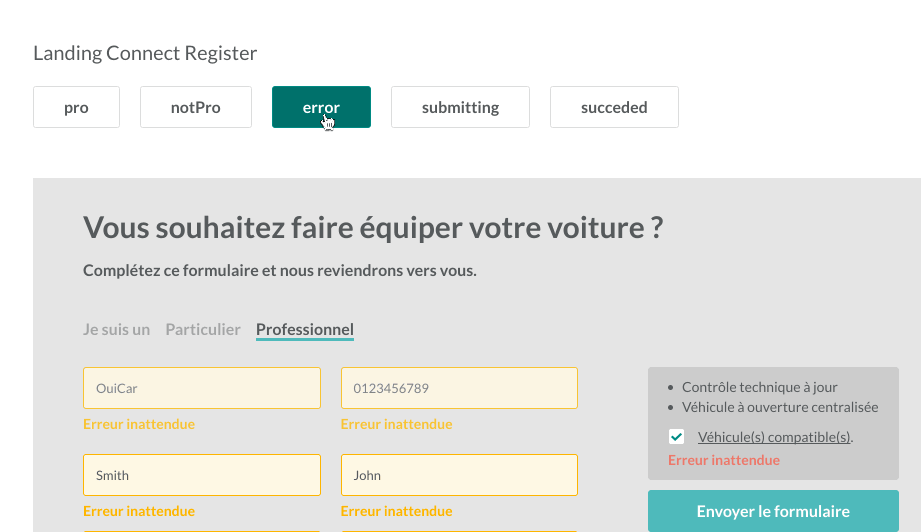 Landing Connect Register
pro notPro error submitting succeded
Vous souhaitez faire équiper votre voiture ?
Complétez ce formulaire et nous reviendrons vers vous.
Je suis un Particulier Professionnel
OuiCar 0123456789
Erreur inattendue Erreur inattendue
Smith John
Erreur inattendue Erreur inattendue
Contrôle technique à jour
Véhicule à ouverture centralisée
Véhicule(s) compatible(s).
Erreur inattendue
Envoyer le formulaire